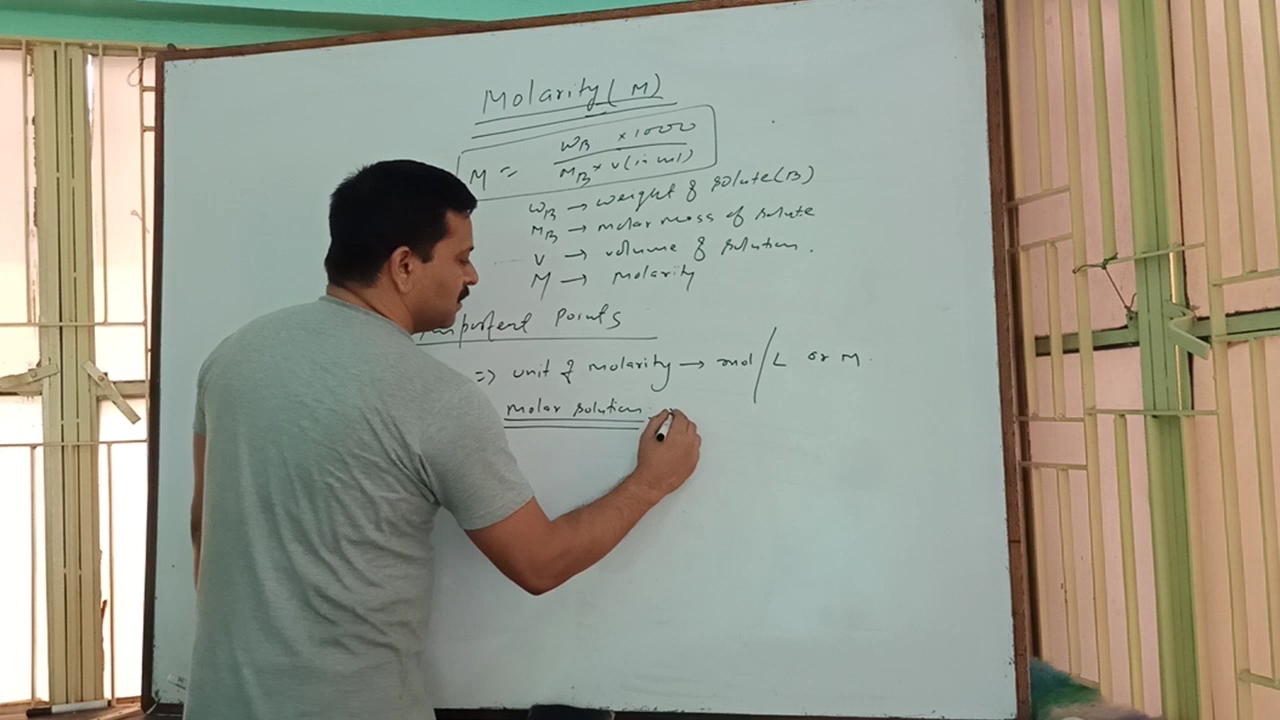 Molarity (M)
M = WB × 1000
MB × V (in ml)
WB → weight of solute (B)
MB → molar mass of solute
V → volume of solution.
M → molarity
Points
=> unit of molarity → mol/L or M.
molar solution: